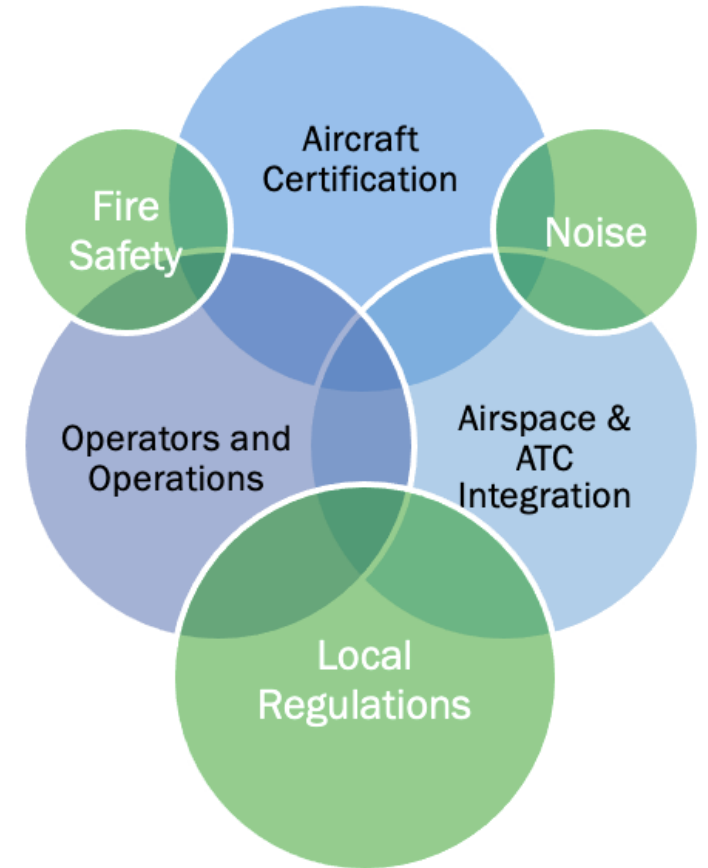 Aircraft
Certification
Fire
Safety
Noise
Operators and
Operations
Airspace &
ATC
Integration
Local
Regulations